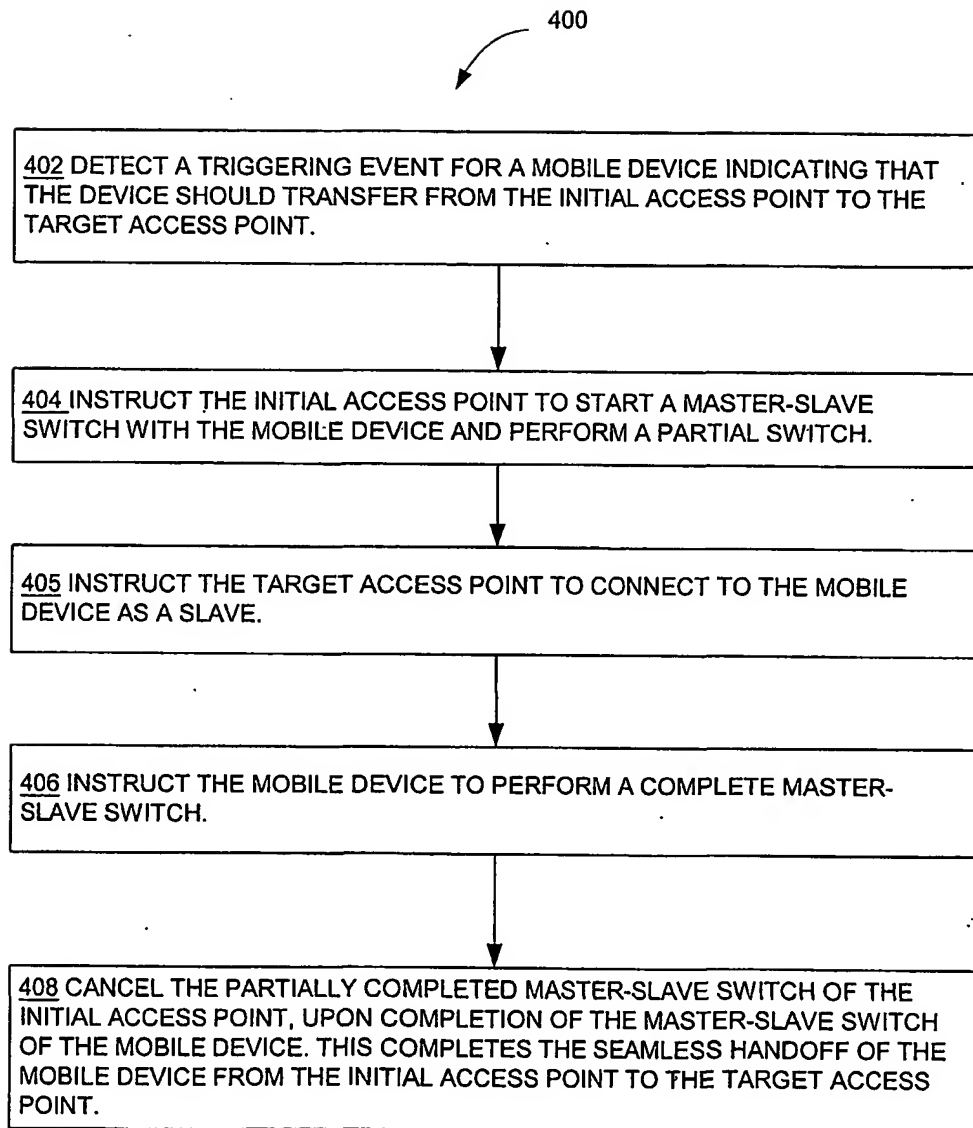 400
402 DETECT A TRIGGERING EVENT FOR A MOBILE DEVICE INDICATING THAT
THE DEVICE SHOULD TRANSFER FROM THE INITIAL ACCESS POINT TO THE
TARGET ACCESS POINT.
404 INSTRUCT THE INITIAL ACCESS POINT TO START A MASTER-SLAVE
SWITCH WITH THE MOBILE DEVICE AND PERFORM A PARTIAL SWITCH.
405 INSTRUCT THE TARGET ACCESS POINT TO CONNECT TO THE MOBILE
DEVICE AS A SLAVE.
406 INSTRUCT THE MOBILE DEVICE TO PERFORM A COMPLETE MASTER-
SLAVE SWITCH.
408 CANCEL THE PARTIALLY COMPLETED MASTER-SLAVE SWITCH OF THE
INITIAL ACCESS POINT, UPON COMPLETION OF THE MASTER-SLAVE SWITCH
OF THE MOBILE DEVICE. THIS COMPLETES THE SEAMLESS HANDOFF OF THE
MOBILE DEVICE FROM THE INITIAL ACCESS POINT TO THE TARGET ACCESS
POINT.